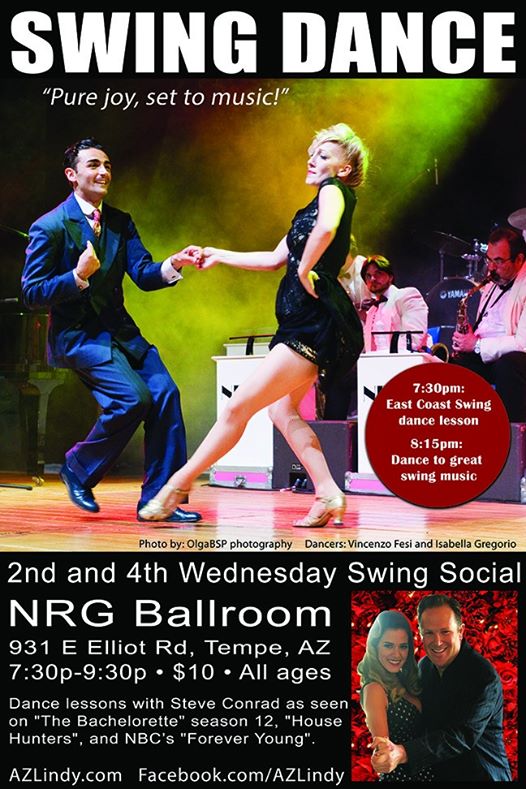 SWING DANCE
“Pure joy, set to music!”
YAMAHA
7:30pm:
East Coast Swing
dance lesson
8:15pm:
Dance to great
swing music
Photo by: OlgaBSP photography Dancers: Vincenzo Fesi and Isabella Gregorio
2nd and 4th Wednesday Swing Social
NRG Ballroom
931 E Elliot Rd, Tempe, AZ
7:30p-9:30p • $10 • All ages
Dance lessons with Steve Conrad as seen
on "The Bachelorette" season 12, "House
Hunters", and NBC's "Forever Young".
AZLindy.com Facebook.com/AZLindy